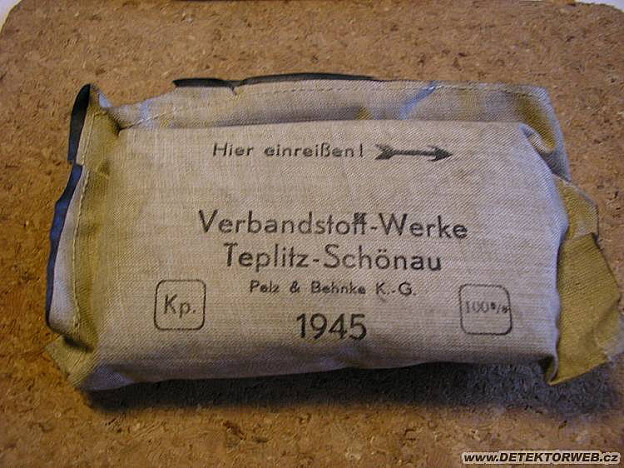 Hier einreißen!
Verbandstoff-Werke
Teplitz-Schönau
Pelz & Behnke K.-G.
Kp.
100%
1945
www.DETEKTORWEB.cz